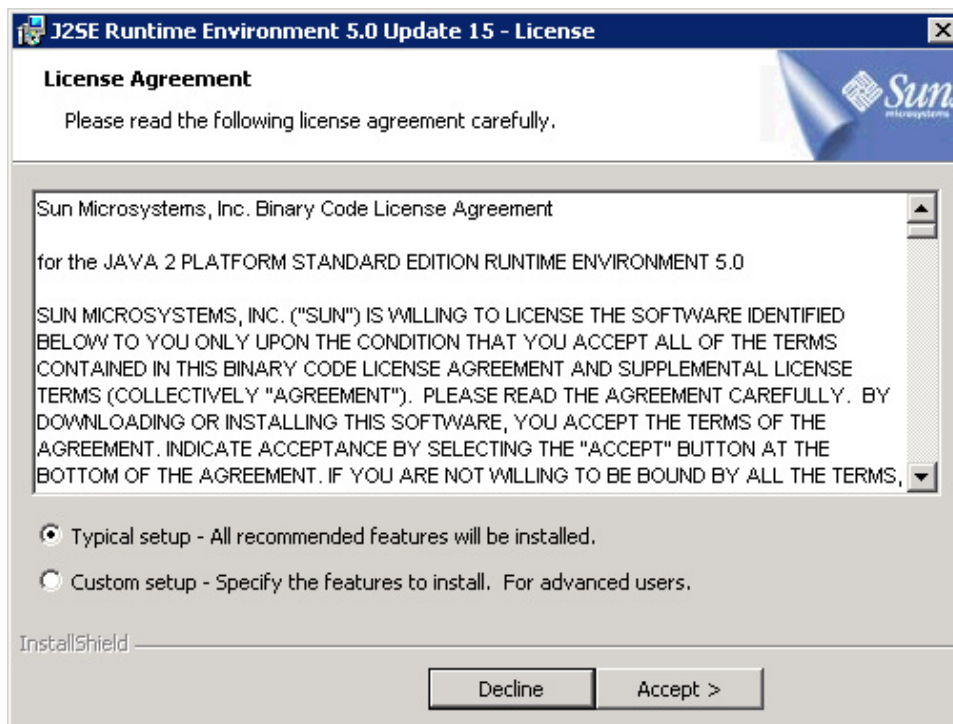 J2SE Runtime Environment 5.0 Update 15 - License
License Agreement
Please read the following license agreement carefully.
Sun
microsystems
Sun Microsystems, Inc. Binary Code License Agreement
for the JAVA 2 PLATFORM STANDARD EDITION RUNTIME ENVIRONMENT 5.0
SUN MICROSYSTEMS, INC. ("SUN") IS WILLING TO LICENSE THE SOFTWARE IDENTIFIED
BELOW TO YOU ONLY UPON THE CONDITION THAT YOU ACCEPT ALL OF THE TERMS
CONTAINED IN THIS BINARY CODE LICENSE AGREEMENT AND SUPPLEMENTAL LICENSE
TERMS (COLLECTIVELY "AGREEMENT").  PLEASE READ THE AGREEMENT CAREFULLY.  BY
DOWNLOADING OR INSTALLING THIS SOFTWARE, YOU ACCEPT THE TERMS OF THE
AGREEMENT. INDICATE ACCEPTANCE BY SELECTING THE "ACCEPT" BUTTON AT THE
BOTTOM OF THE AGREEMENT. IF YOU ARE NOT WILLING TO BE BOUND BY ALL THE TERMS,
Typical setup - All recommended features will be installed.
Custom setup - Specify the features to install.  For advanced users.
InstallShield
Decline
Accept >